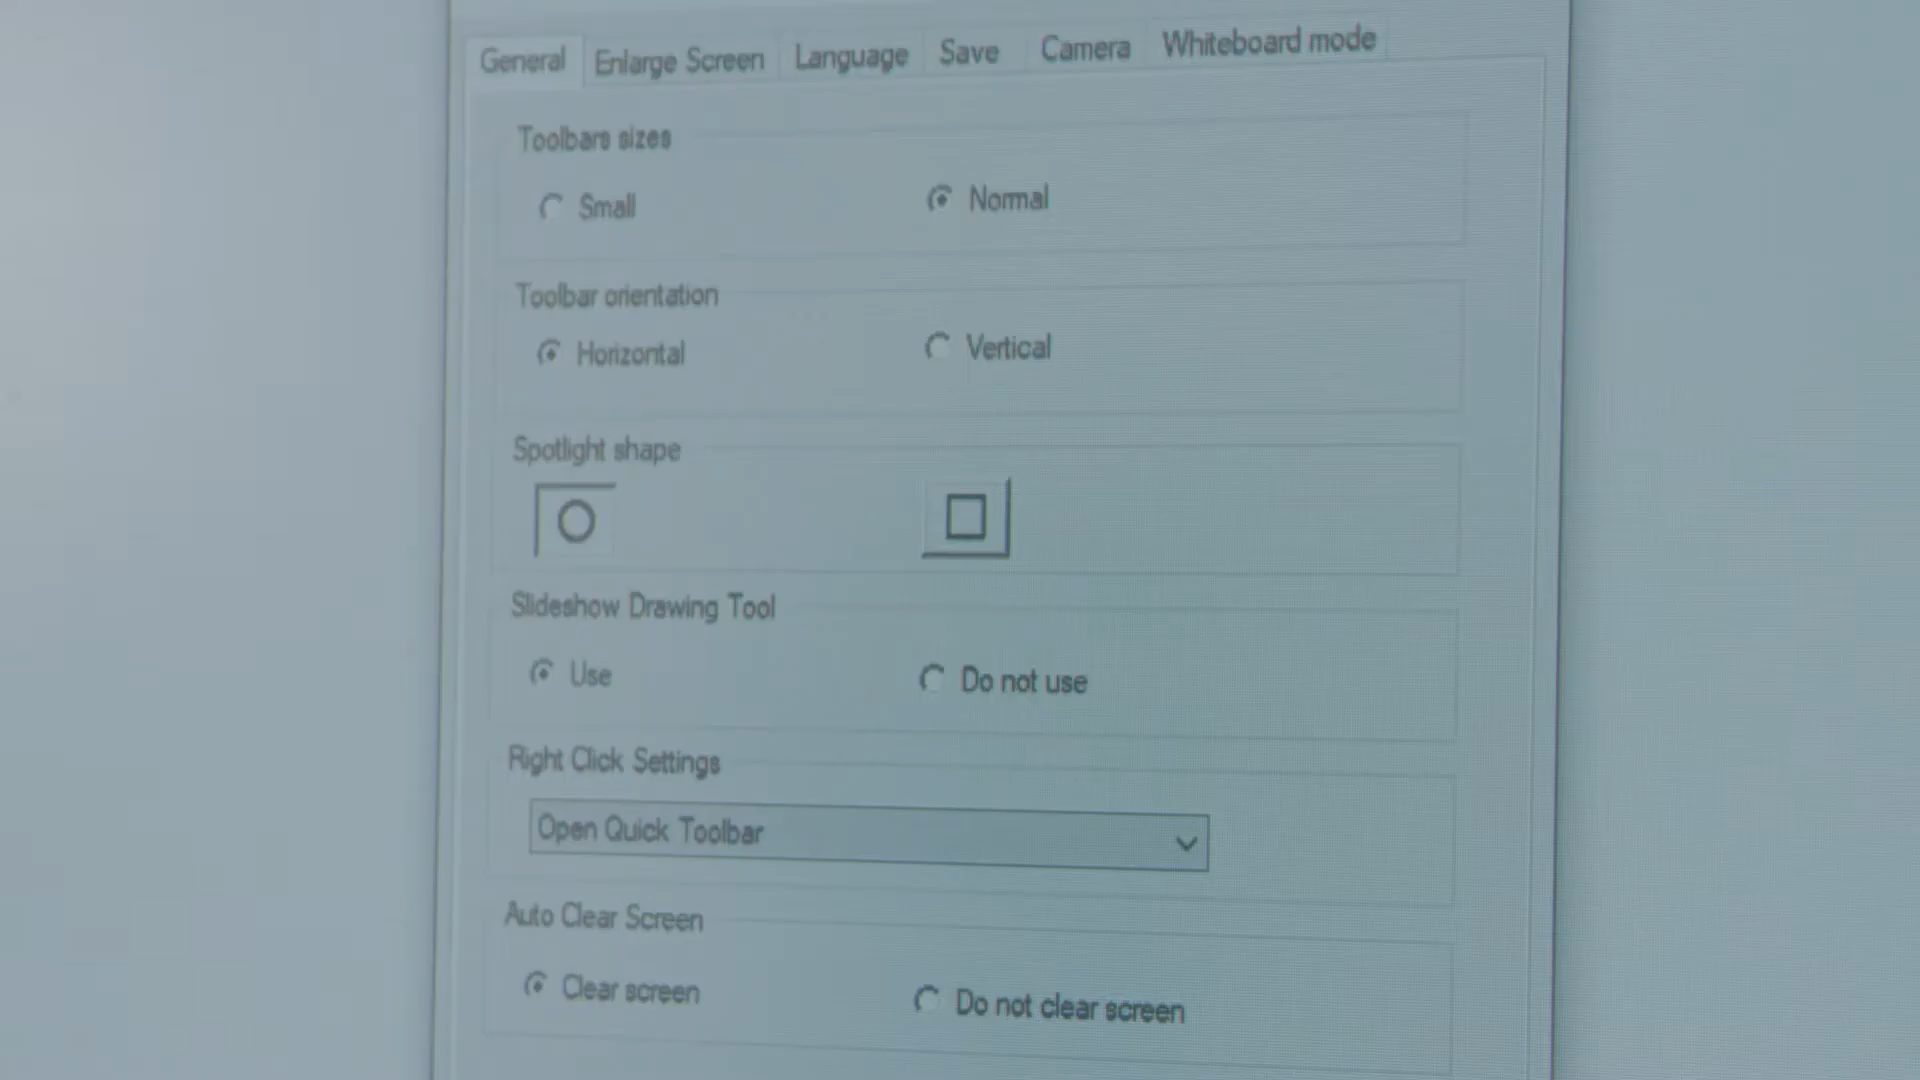 General Enlarge Screen Language Save Camera Whiteboard mode
Toolbars sizes
Small Normal
Toolbar orientation
Horizontal Vertical
Spotlight shape
Slideshow Drawing Tool
Use Do not use
Right Click Settings
Open Quick Toolbar
Auto Clear Screen
Clear screen Do not clear screen